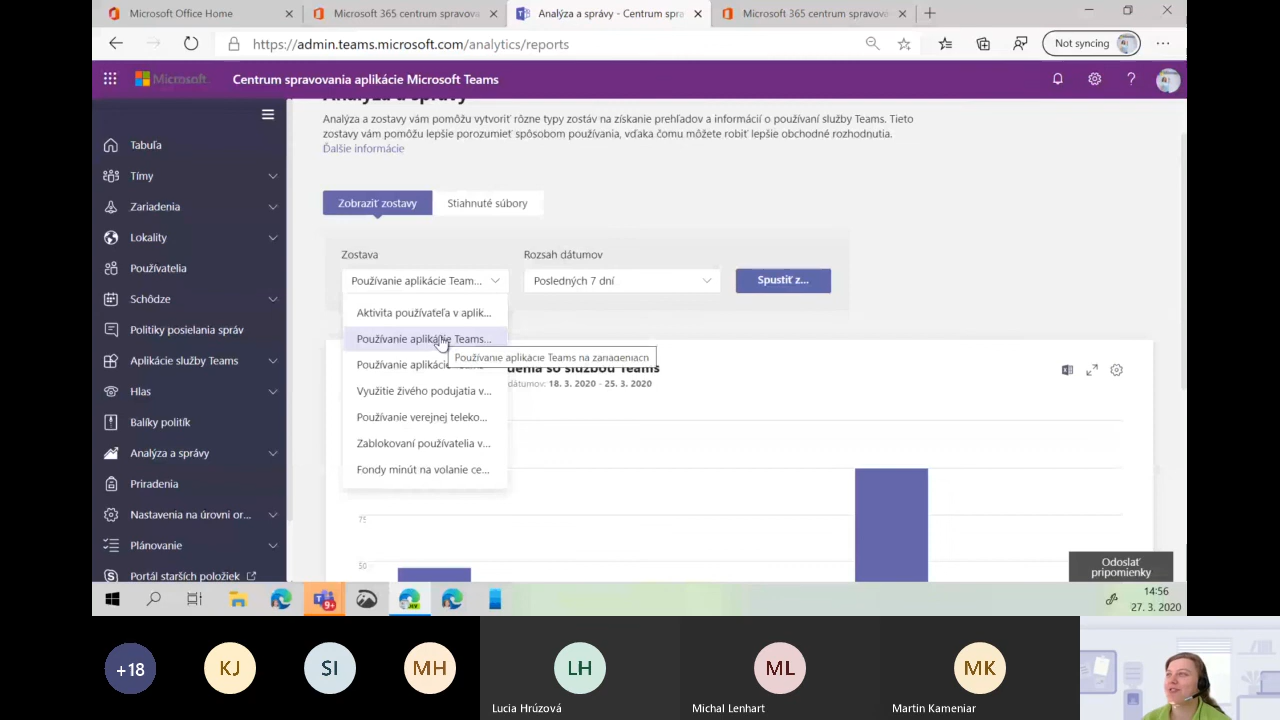 Microsoft Office Home
Microsoft 365 centrum spravova
Analýza a správy - Centrum spra
Microsoft 365 centrum spravova
https://admin.teams.microsoft.com/analytics/reports
Not syncing
Microsoft
Centrum spravovania aplikácie Microsoft Teams
Analýza a správy
Analýza a zostavy vám pomôžu vytvoriť rôzne typy zostáv na získanie prehľadov a informácií o používaní služby Teams. Tieto
zostavy vám pomôžu lepšie porozumieť spôsobom používania, vďaka čomu môžete robiť lepšie obchodné rozhodnutia.
Ďalšie informácie
Tabuľa
Tímy
Zariadenia
Lokality
Používatelia
Schôdze
Politiky posielania správ
Aplikácie služby Teams
Hlas
Balíky politík
Analýza a správy
Priradenia
Nastavenia na úrovni or...
Plánovanie
Portál starších položiek
Zobraziť zostavy
Stiahnuté súbory
Zostava
Rozsah dátumov
Používanie aplikácie Team...
Posledných 7 dní
Spustiť z...
Aktivita používateľa v aplik...
Používanie aplikácie Teams...
Používanie aplikácie Teams na zariadeniach
Používanie aplikácie
Využitie živého podujatia v...
Používanie verejnej teleko...
Zablokovaní používatelia v...
Fondy minút na volanie ce...
so službou Teams
dátumov: 18. 3. 2020 - 25. 3. 2020
75
50
Odoslať
pripomienky
9+
14:56
27. 3. 2020
+18
KJ
SI
MH
LH
ML
MK
Lucia Hrúzová
Michal Lenhart
Martin Kameniar